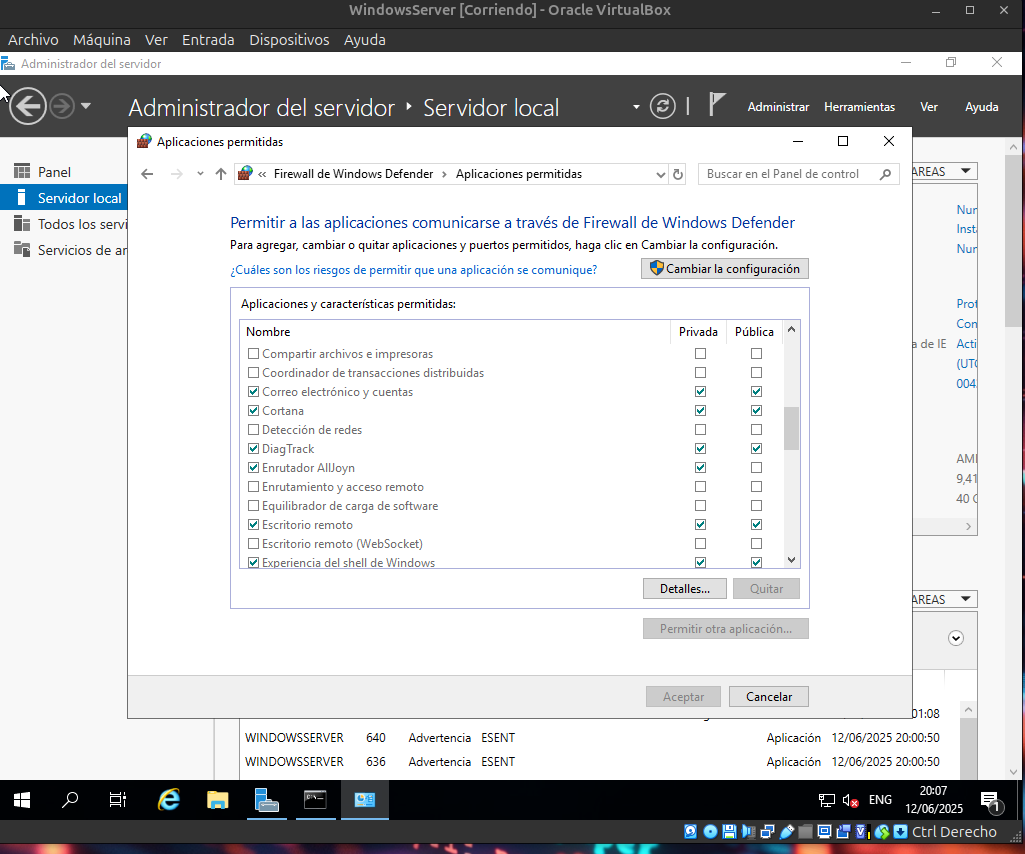 WindowsServer [Corriendo] - Oracle VirtualBox
Archivo Máquina Ver Entrada Dispositivos Ayuda
Administrador del servidor
Administrador del servidor Servidor local Administrar Herramientas Ver Ayuda
Panel
Servidor local
Todos los servi
Servicios de ar
Aplicaciones permitidas
« Firewall de Windows Defender › Aplicaciones permitidas
Buscar en el Panel de control
Permitir a las aplicaciones comunicarse a través de Firewall de Windows Defender
Para agregar, cambiar o quitar aplicaciones y puertos permitidos, haga clic en Cambiar la configuración.
¿Cuáles son los riesgos de permitir que una aplicación se comunique?
Cambiar la configuración
Aplicaciones y características permitidas:
Nombre Privada Pública
Compartir archivos e impresoras
Coordinador de transacciones distribuidas
Correo electrónico y cuentas
Cortana
Detección de redes
DiagTrack
Enrutador AllJoyn
Enrutamiento y acceso remoto
Equilibrador de carga de software
Escritorio remoto
Escritorio remoto (WebSocket)
Experiencia del shell de Windows
Detalles... Quitar
Permitir otra aplicación...
Aceptar Cancelar
AREAS
Nun
Insta
Nun
Prot
Con
a de IE Acti
(UTC
004
AMI
9,41
40 G
AREAS
01:08
WINDOWSSERVER 640 Advertencia ESENT Aplicación 12/06/2025 20:00:50
WINDOWSSERVER 636 Advertencia ESENT Aplicación 12/06/2025 20:00:50
ENG
20:07
12/06/2025
1
Ctrl Derecho